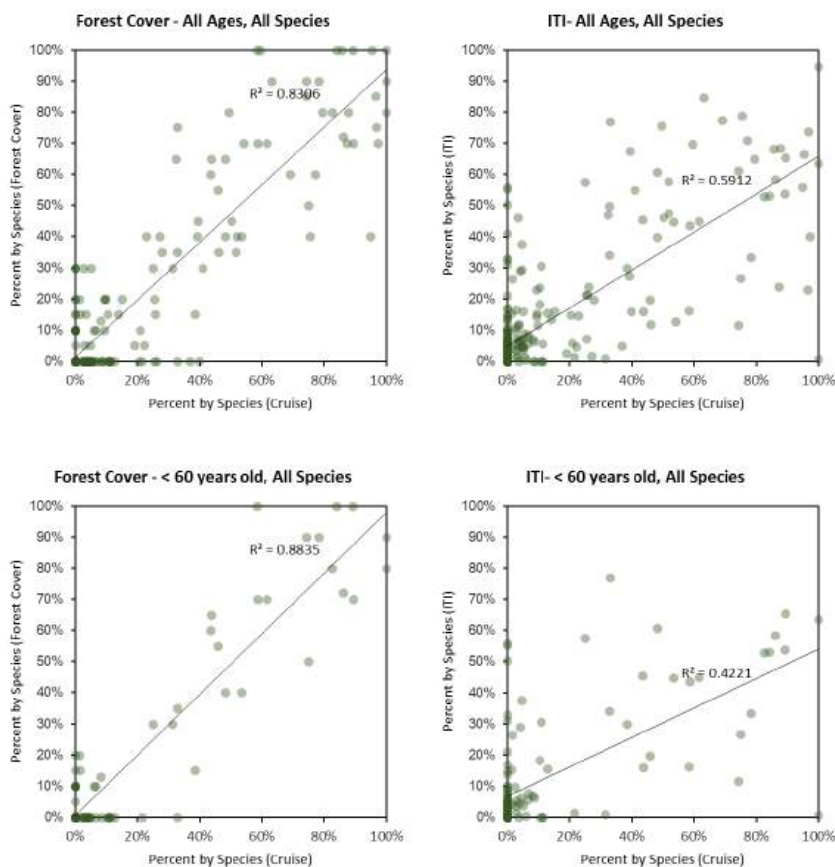 Forest Cover - All Ages, All Species
100%
90%
80%
70%
60%
50%
40%
30%
20%
10%
0%
R² = 0.8306
0% 20% 40% 60% 80% 100%
Percent by Species (Cruise)
Percent by Species (Forest Cover)
ITI- All Ages, All Species
100%
90%
80%
70%
60%
50%
40%
30%
20%
10%
0%
R² = 0.5912
0% 20% 40% 60% 80% 100%
Percent by Species (Cruise)
Percent by Species (ITI)
Forest Cover - < 60 years old, All Species
100%
90%
80%
70%
60%
50%
40%
30%
20%
10%
0%
R² = 0.8835
0% 20% 40% 60% 80% 100%
Percent by Species (Cruise)
Percent by Species (Forest Cover)
ITI- < 60 years old, All Species
100%
90%
80%
70%
60%
50%
40%
30%
20%
10%
0%
R² = 0.4221
0% 20% 40% 60% 80% 100%
Percent by Species (Cruise)
Percent by Species (ITI)